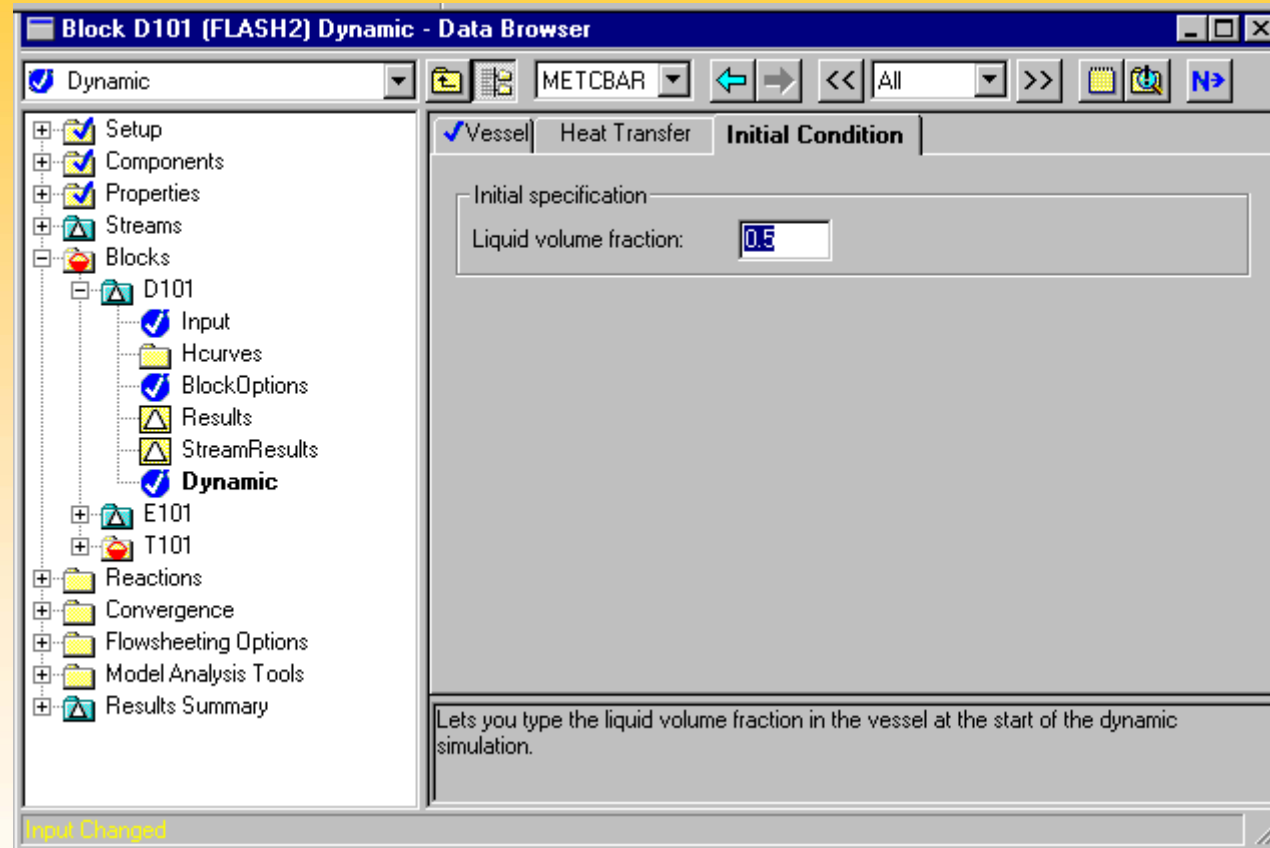 Block D101 (FLASH2) Dynamic - Data Browser
Dynamic METCBAR << All >> N
Setup
Components
Properties
Streams
Blocks
D101
Input
Hcurves
BlockOptions
Results
StreamResults
Dynamic
E101
T101
Reactions
Convergence
Flowsheeting Options
Model Analysis Tools
Results Summary
Vessel Heat Transfer Initial Condition
Initial specification
Liquid volume fraction: 0.5
Lets you type the liquid volume fraction in the vessel at the start of the dynamic
simulation.
Input Changed